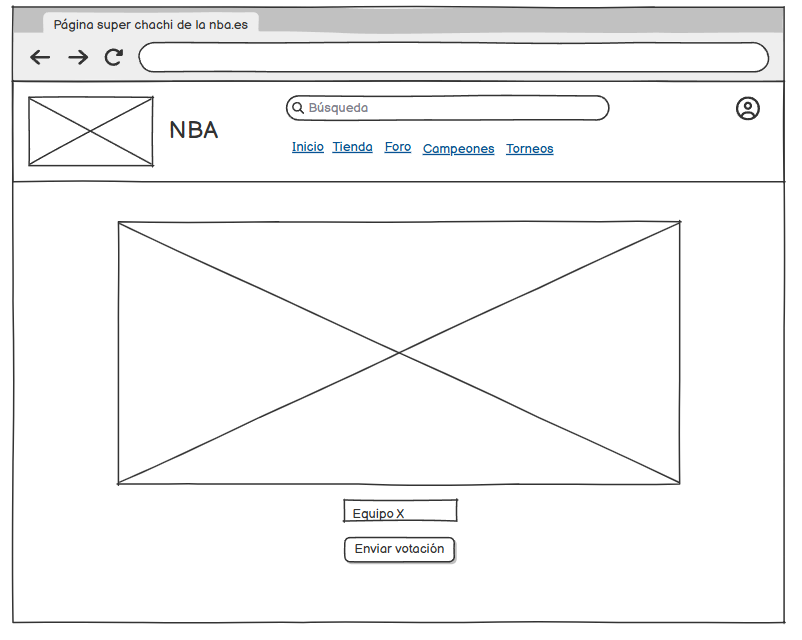 Página super chachi de la nba.es
Búsqueda
NBA
Inicio Tienda Foro Campeones Torneos
Equipo X
Enviar votación